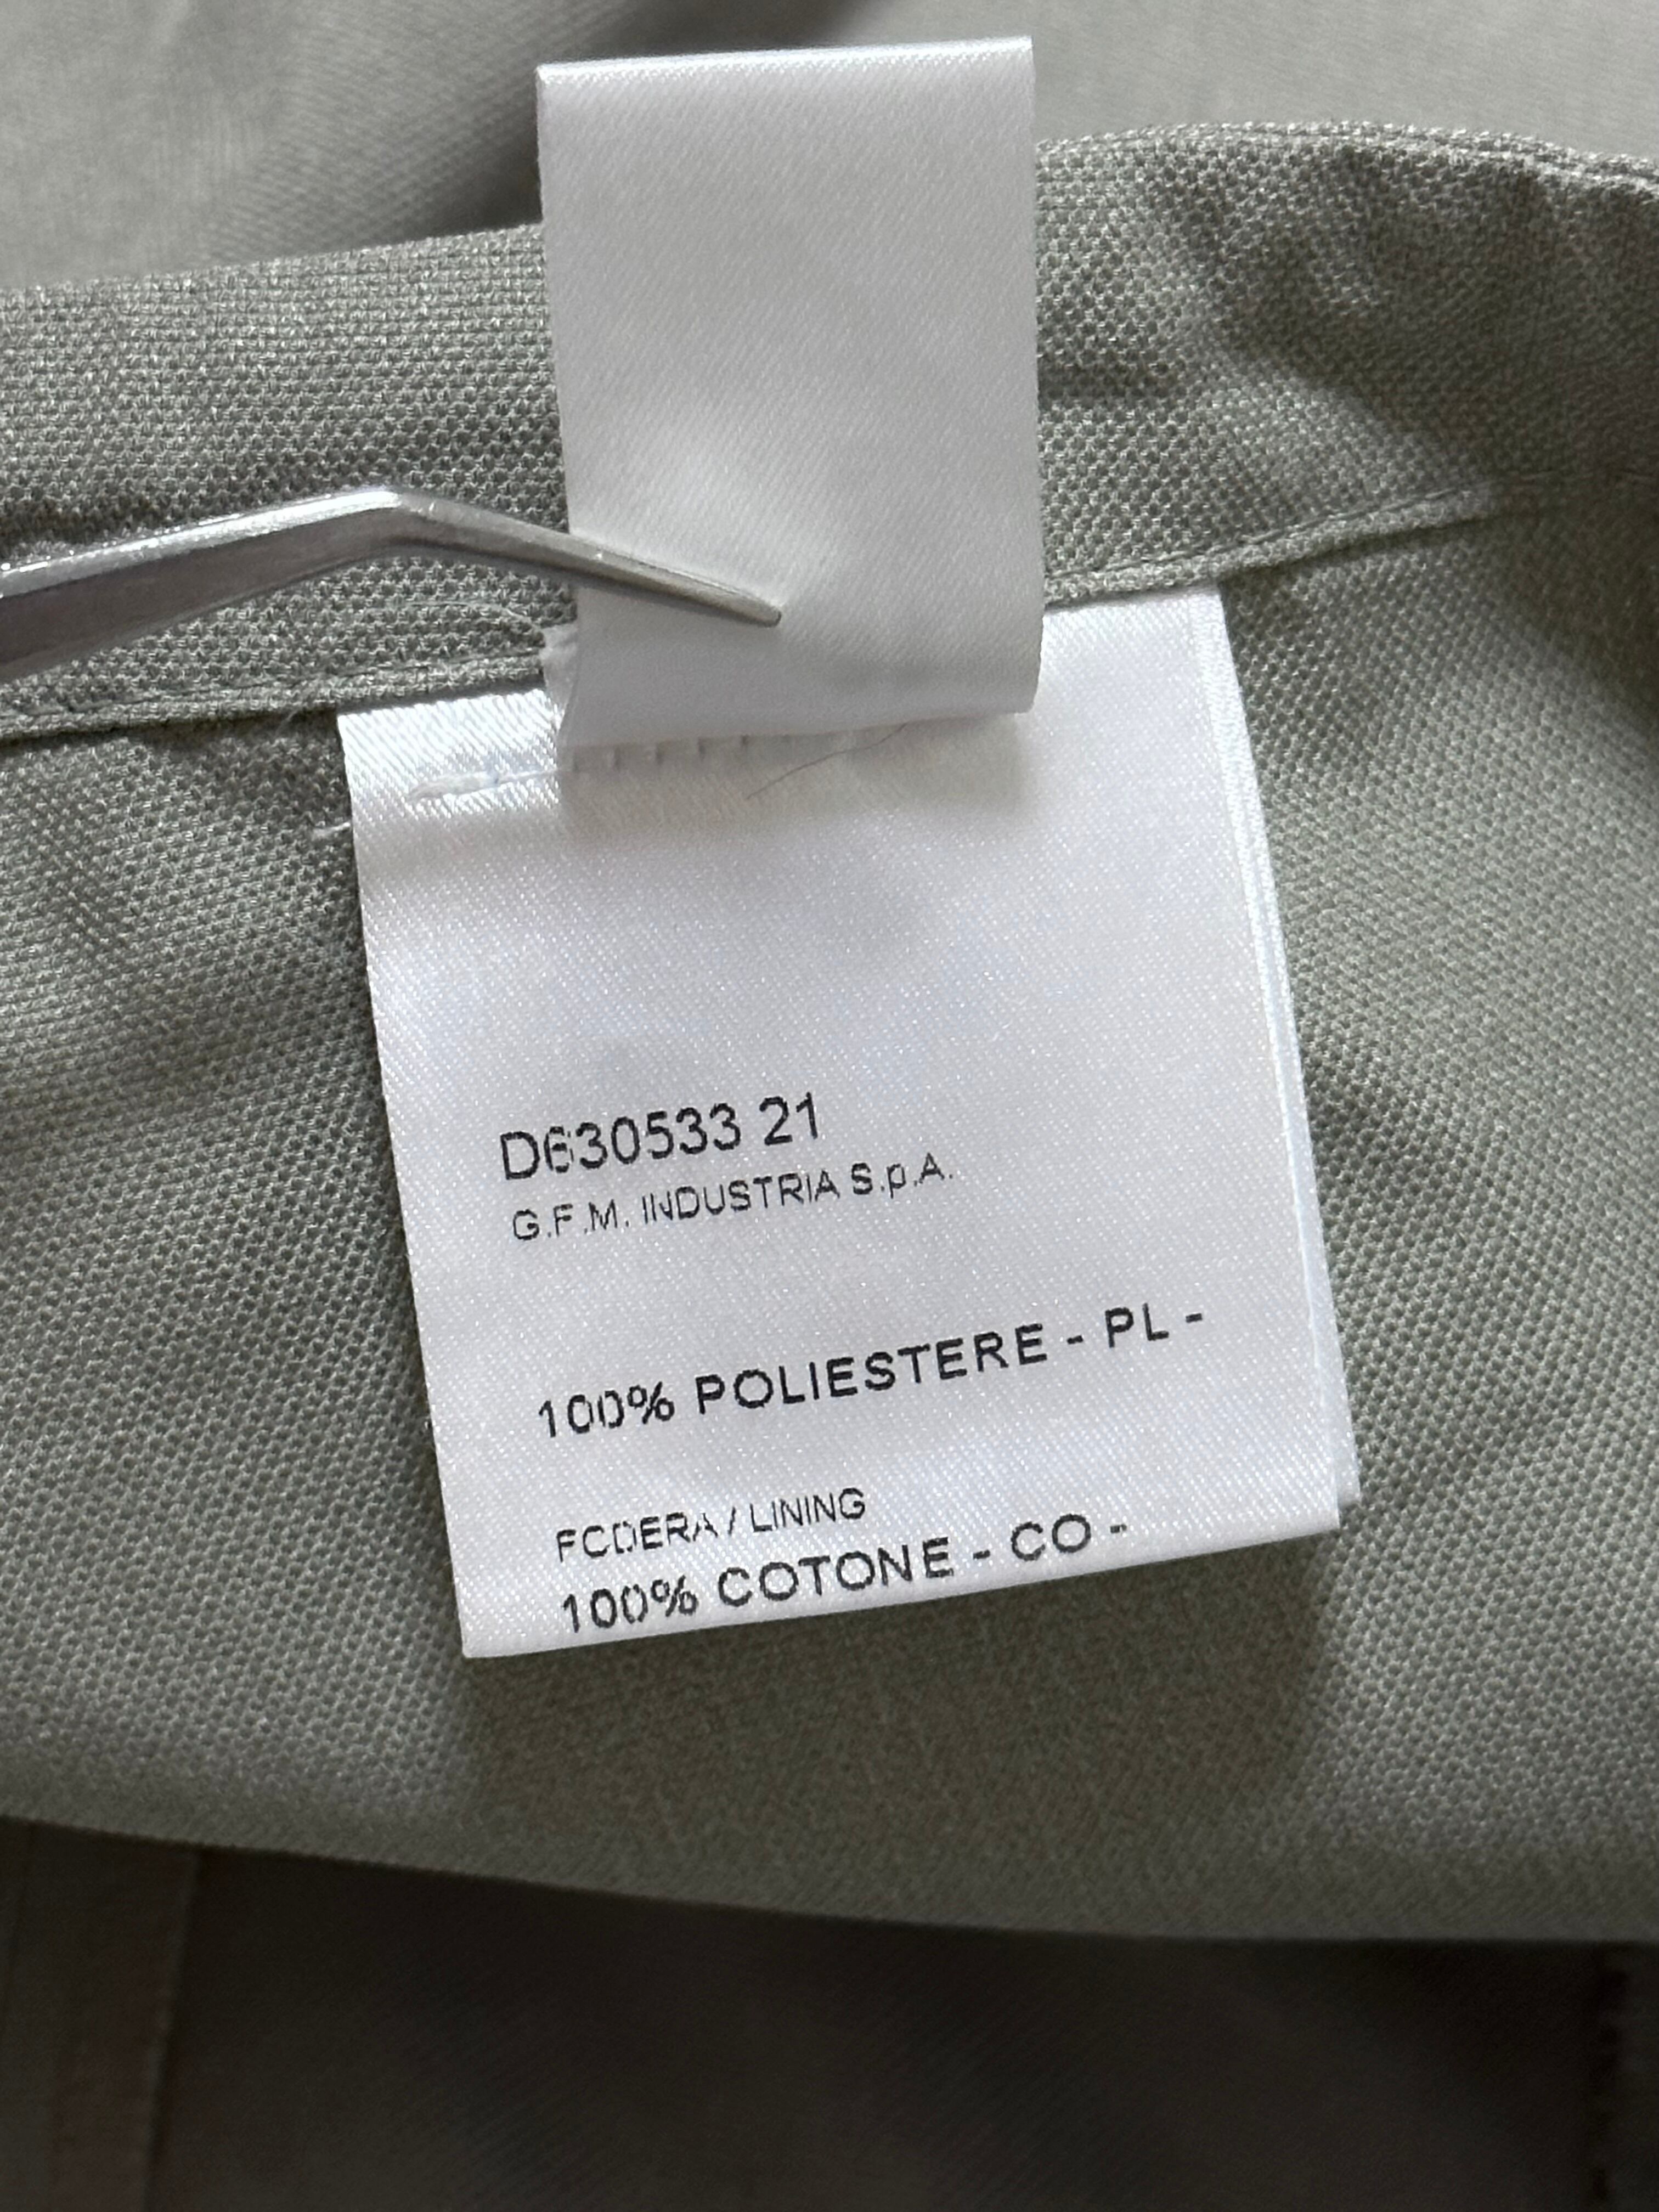 D630533 21
G.F.M. INDUSTRIA S.p.A.
100% POLIESTERE - PL -
FODERA / LINING
100% COTONE - CO -